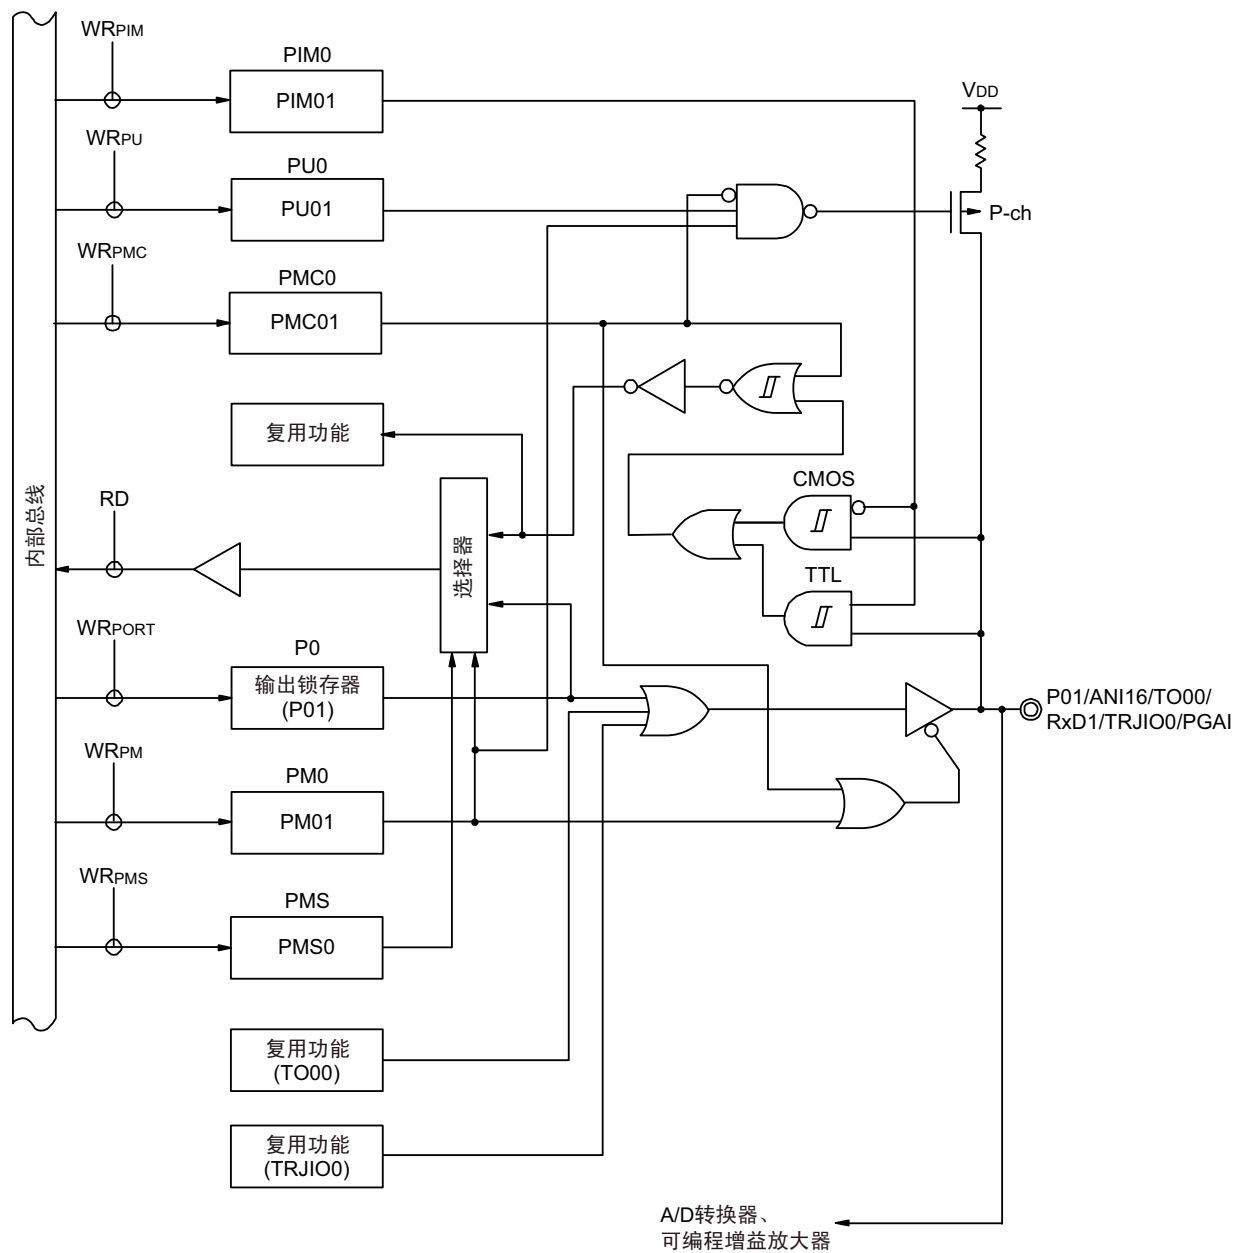 WRPIM
PIM0
PIM01
VDD
WRPU
PU0
PU01
P-ch
WRPMC
PMC0
PMC01
复用功能
CMOS
RD
内部总线
选择器
TTL
WRPORT
P0
输出锁存器
(P01)
P01/ANI16/TO00/
RxD1/TRJIO0/PGAI
WRPM
PM0
PM01
WRPMS
PMS
PMS0
复用功能
(TO00)
复用功能
(TRJIO0)
A/D转换器、
可编程增益放大器